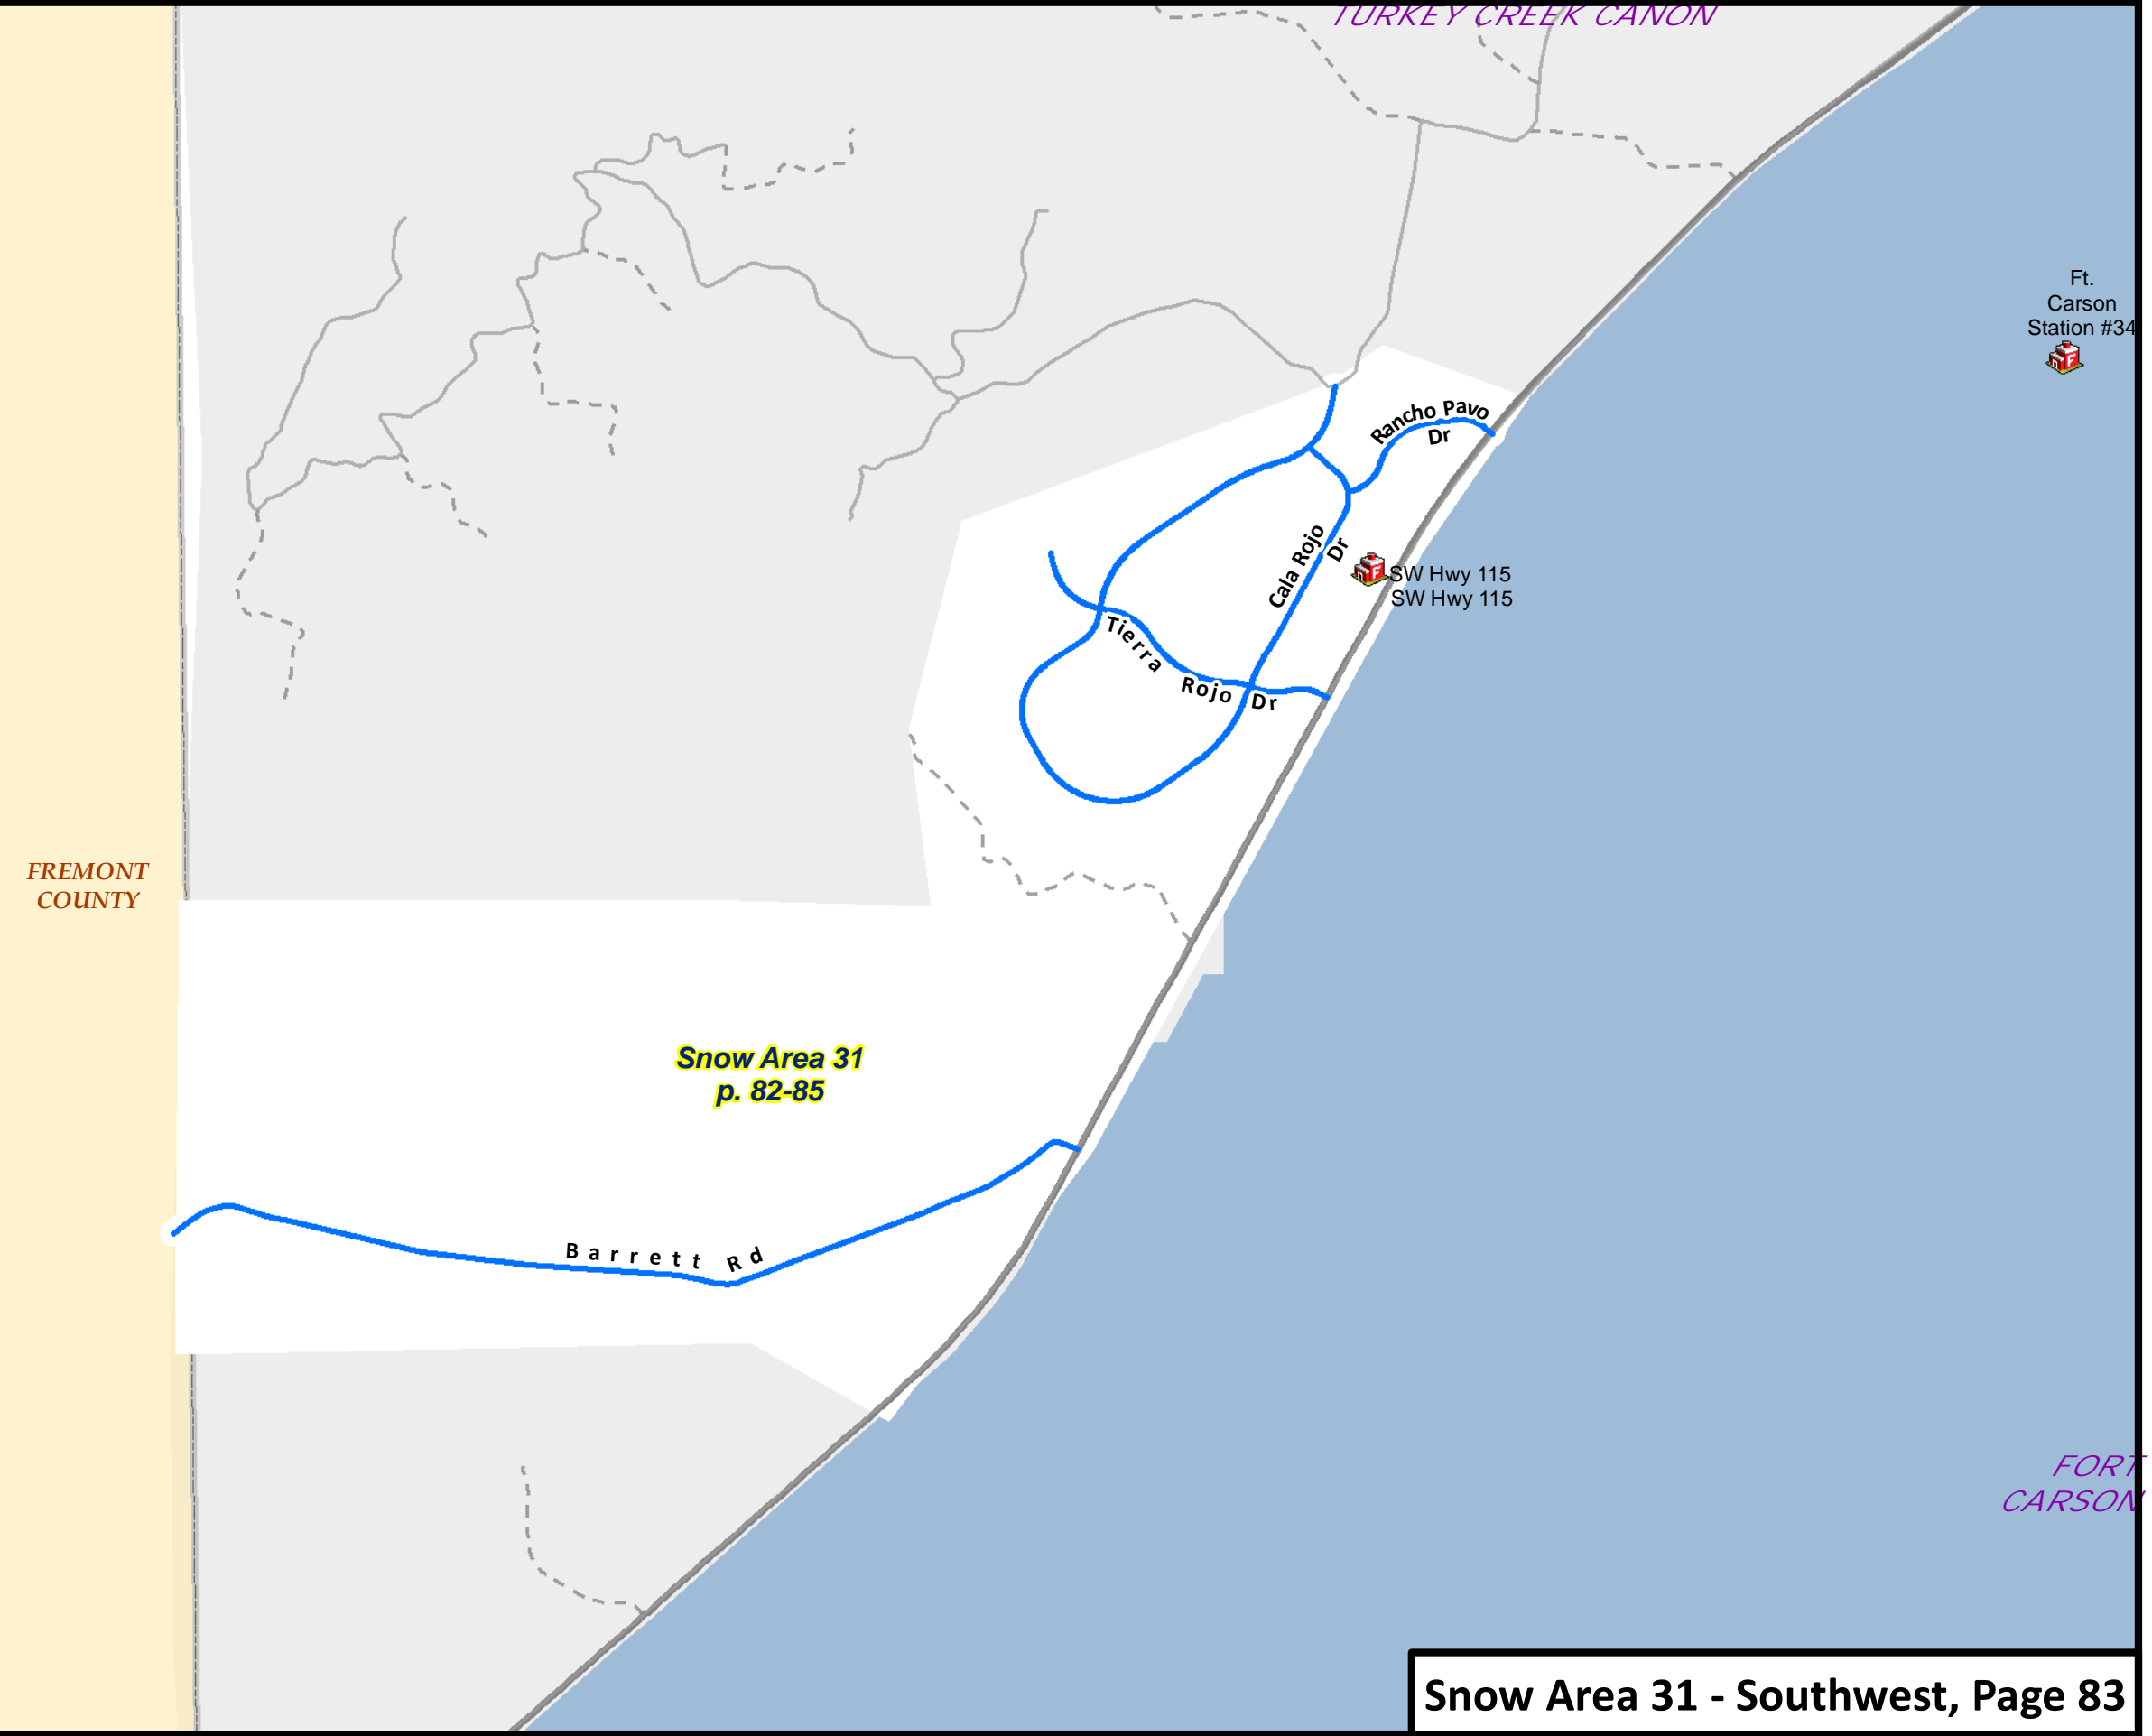 TURKEY CREEK CANON
Ft.
Carson
Station #34
Rancho Pavo
Dr
Cala Rojo
Dr
SW Hwy 115
SW Hwy 115
Tierra
Rojo Dr
FREMONT
COUNTY
Snow Area 31
p. 82-85
Barrett Rd
FORT
CARSON
Snow Area 31 - Southwest, Page 83